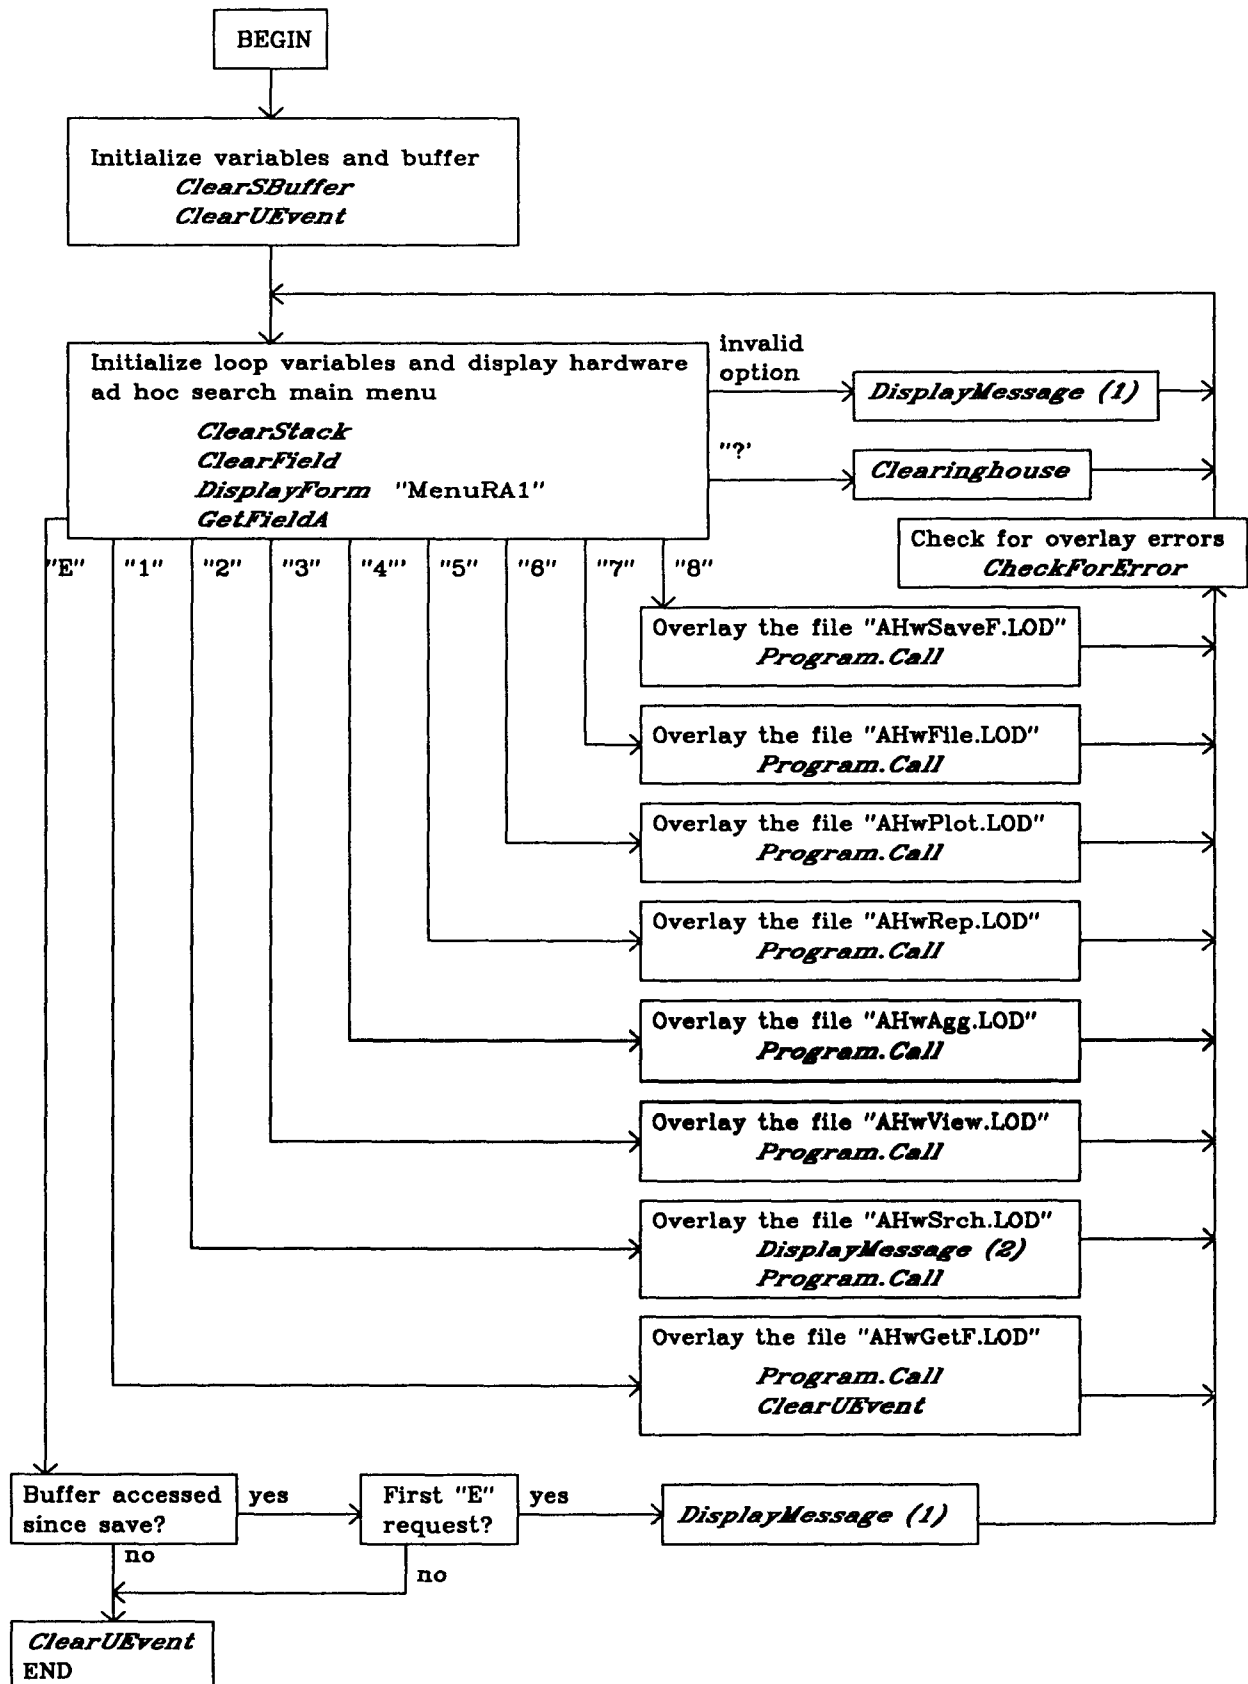 BEGIN
Initialize variables and buffer
ClearSBuffer
ClearUEvent
Initialize loop variables and display hardware
ad hoc search main menu
ClearStack
ClearField
DisplayForm "MenuRA1"
GetFieldA
invalid
option
DisplayMessage (1)
"?'
Clearinghouse
Check for overlay errors
CheckForError
"E" "1" "2" "3" "4"' "5" "6" "7" "8"
Overlay the file "AHwSaveF.LOD"
Program.Call
Overlay the file "AHwFile.LOD"
Program.Call
Overlay the file "AHwPlot.LOD"
Program.Call
Overlay the file "AHwRep.LOD"
Program.Call
Overlay the file "AHwAgg.LOD"
Program.Call
Overlay the file "AHwView.LOD"
Program.Call
Overlay the file "AHwSrch.LOD"
DisplayMessage (2)
Program.Call
Overlay the file "AHwGetF.LOD"
Program.Call
ClearUEvent
Buffer accessed
since save?
yes
First "E"
request?
yes
DisplayMessage (1)
no
no
ClearUEvent
END